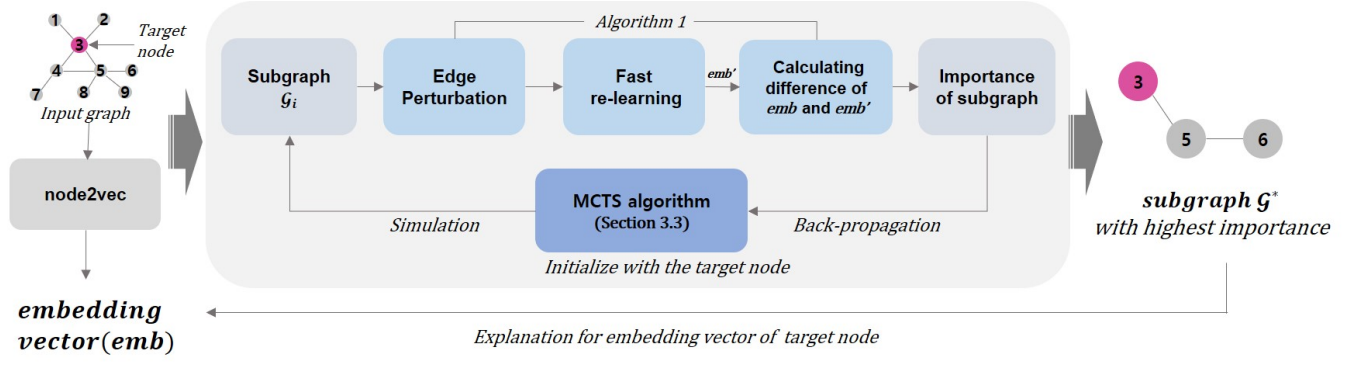 1
2
3
Target
node
4
5
6
7
8
9
Input graph
node2vec
embedding
vector(emb)
Algorithm 1
Subgraph
𝒢ᵢ
Edge
Perturbation
Fast
re-learning
emb'
Calculating
difference of
emb and emb'
Importance
of subgraph
MCTS algorithm
(Section 3.3)
Simulation
Back-propagation
Initialize with the target node
3
5
6
subgraph 𝒢*
with highest importance
Explanation for embedding vector of target node